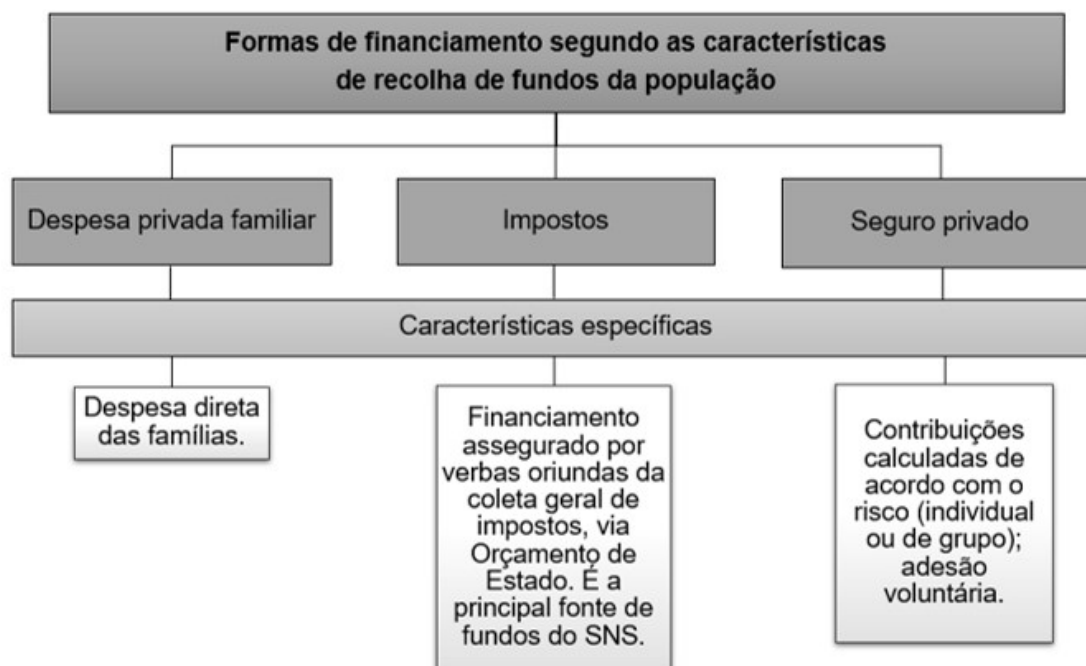 Formas de financiamento segundo as características
de recolha de fundos da população
Despesa privada familiar
Impostos
Seguro privado
Características específicas
Despesa direta
das famílias.
Financiamento
assegurado por
verbas oriundas da
coleta geral de
impostos, via
Orçamento de
Estado. É a
principal fonte de
fundos do SNS.
Contribuições
calculadas de
acordo com o
risco (individual
ou de grupo);
adesão
voluntária.